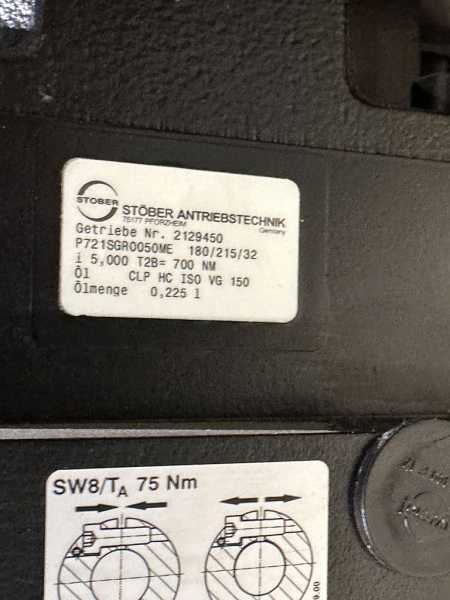 STOBER
STÖBER ANTRIEBSTECHNIK
75177 PFORZHEIM Germany
Getriebe Nr. 2129450
P721SGR0050ME 180/215/32
i 5,000 T2B= 700 NM
Öl CLP HC ISO VG 150
Ölmenge 0,225 l
SW8/TA 75 Nm